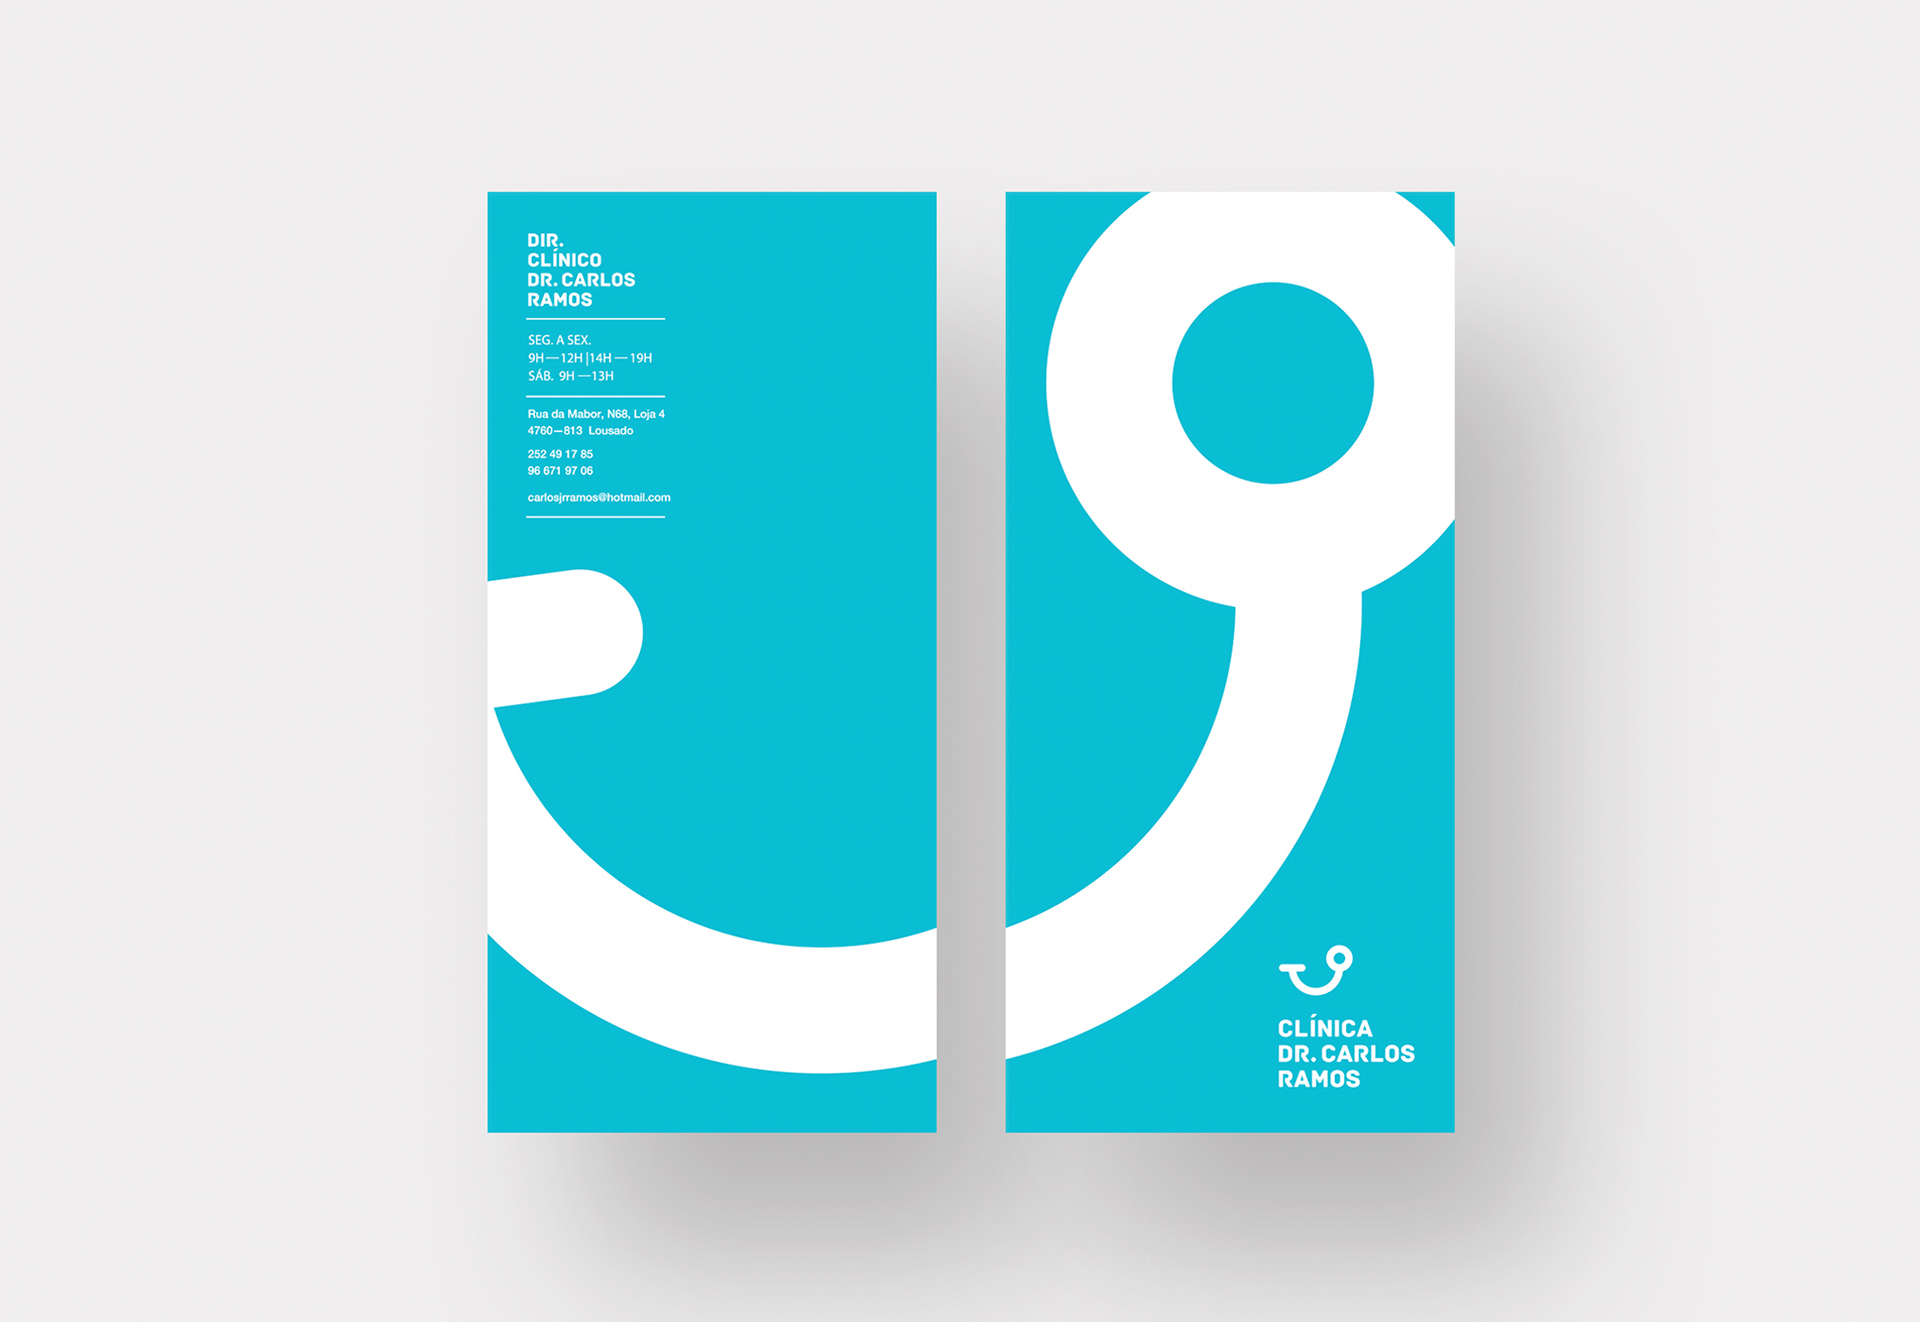 DIR.
CLÍNICO
DR. CARLOS
RAMOS
SEG. A SEX.
9H — 12H | 14H — 19H
SÁB. 9H — 13H
Rua da Mabor, N68, Loja 4
4760—813 Lousado
252 49 17 85
96 671 97 06
carlosjrramos@hotmail.com
CLÍNICA
DR. CARLOS
RAMOS